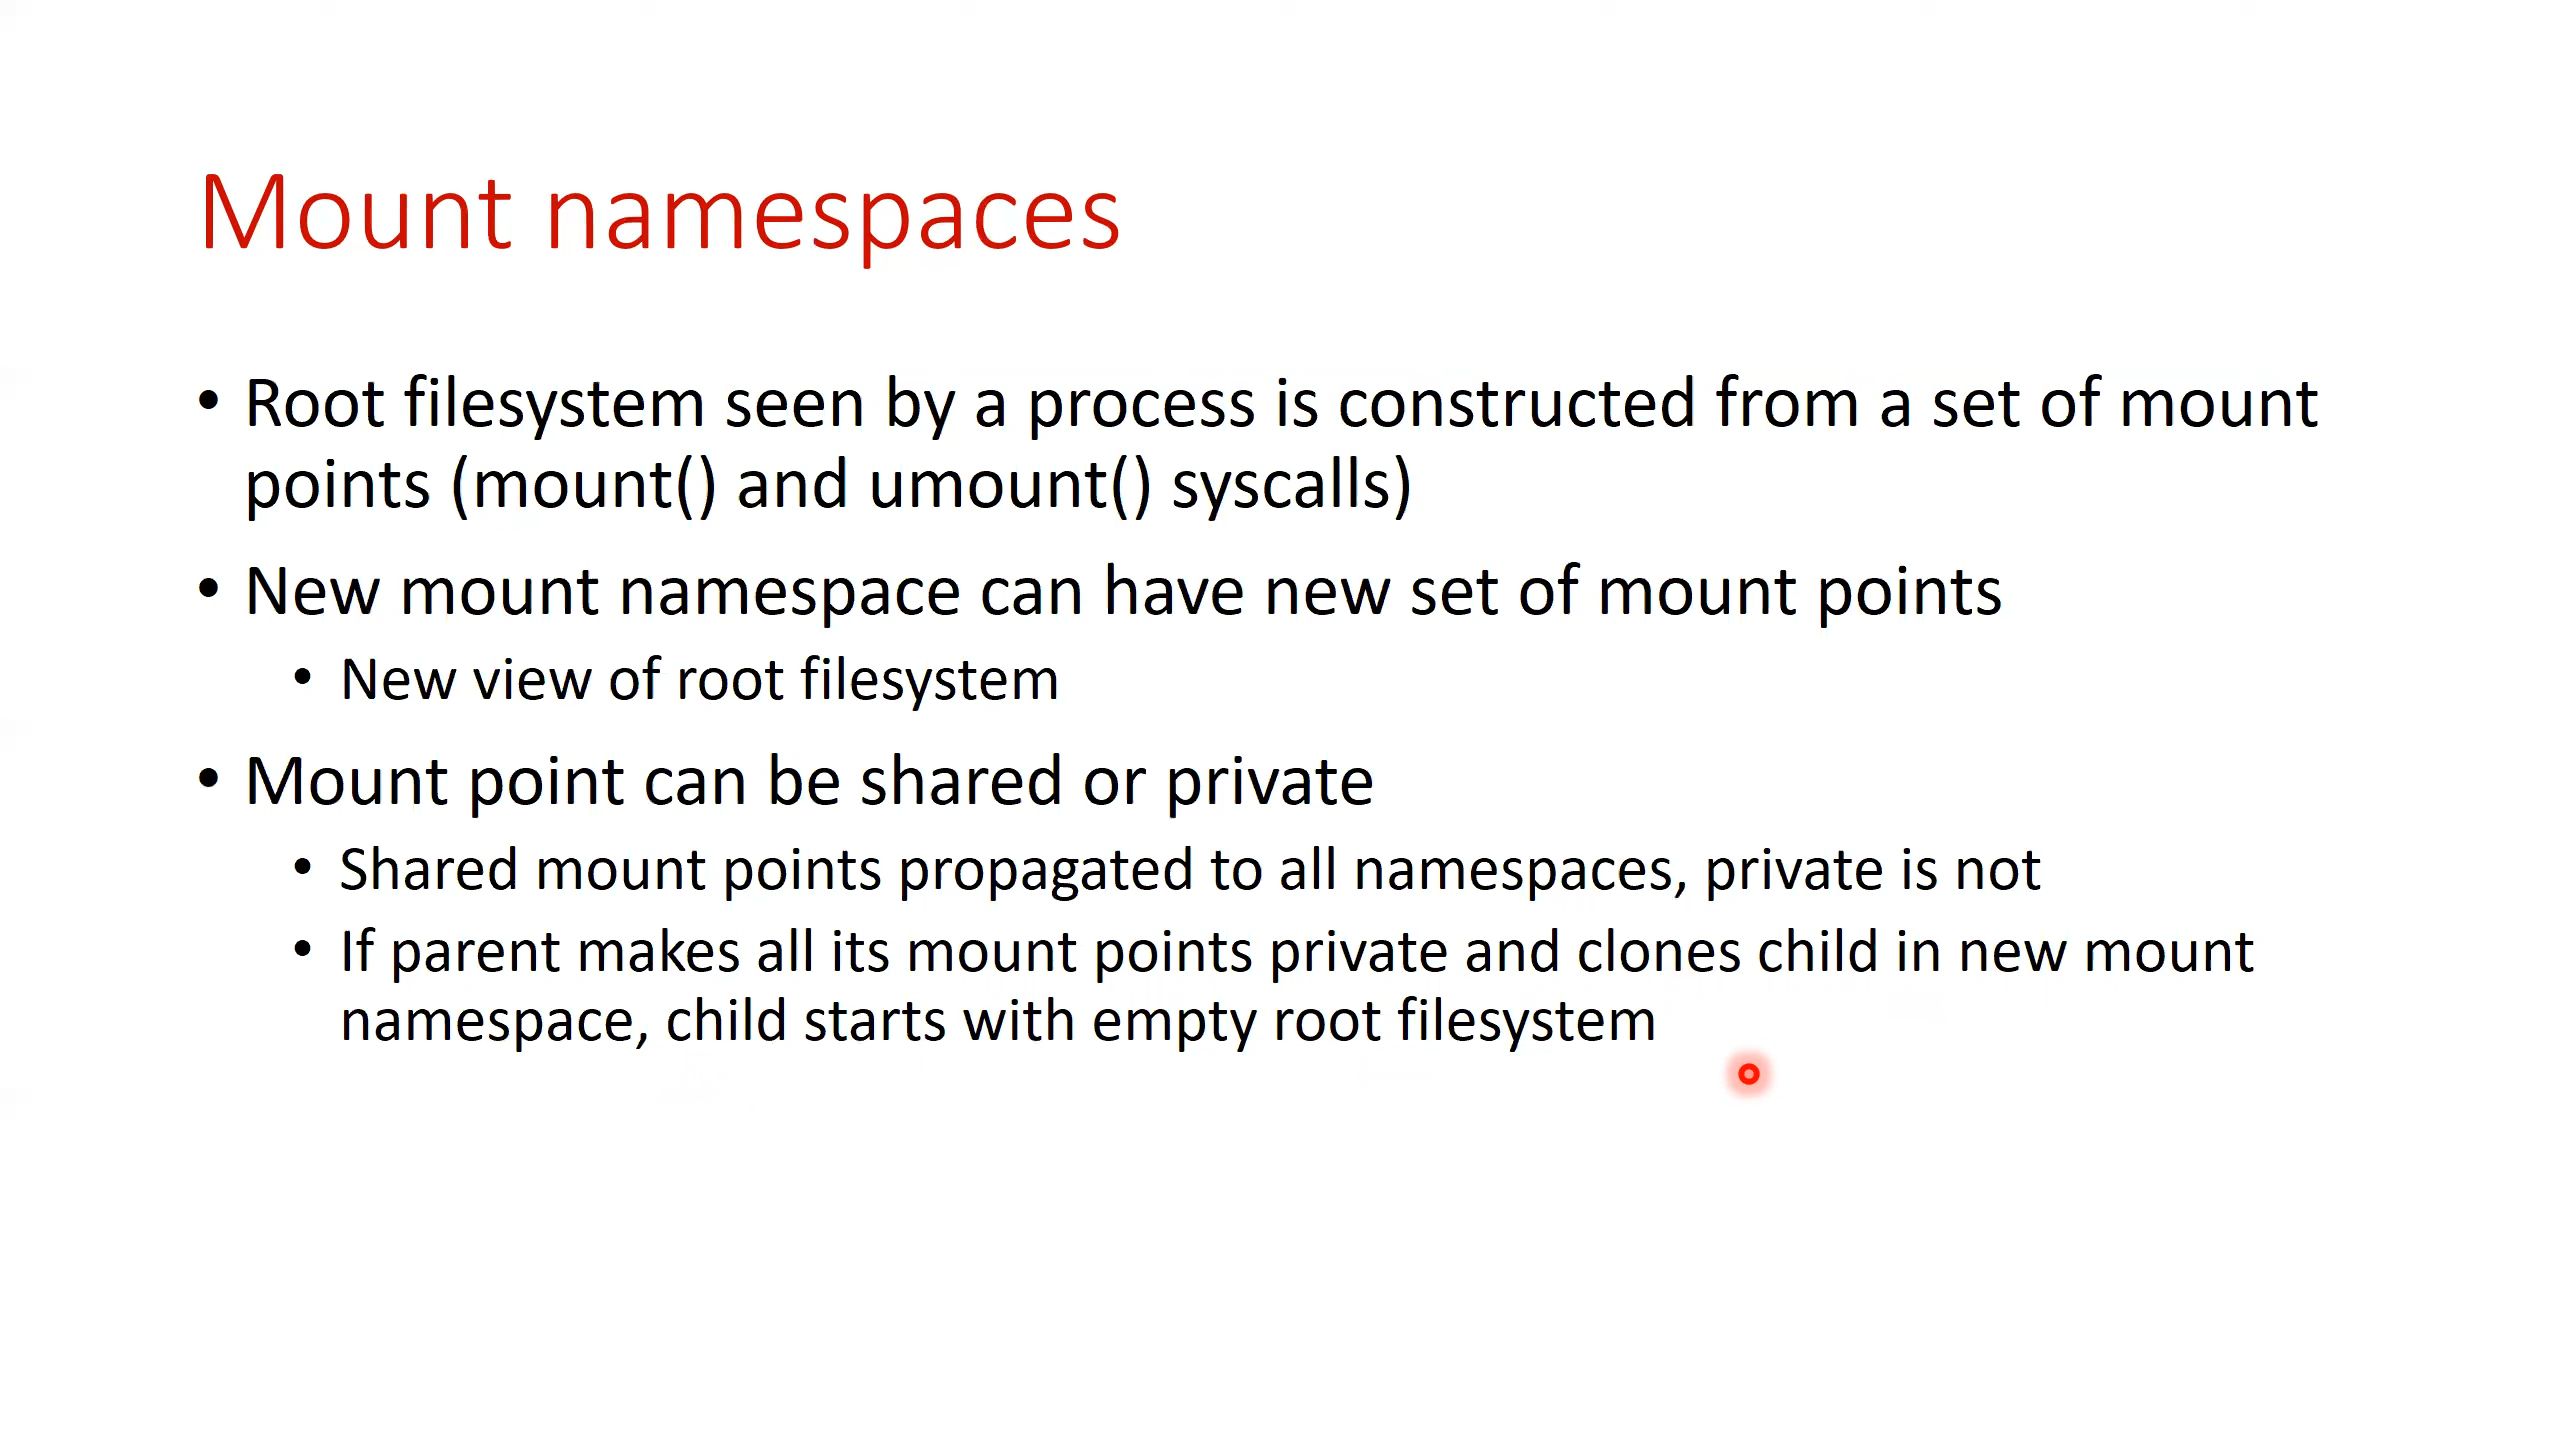 Mount namespaces
• Root filesystem seen by a process is constructed from a set of mount
points (mount() and umount() syscalls)
• New mount namespace can have new set of mount points
• New view of root filesystem
• Mount point can be shared or private
• Shared mount points propagated to all namespaces, private is not
• If parent makes all its mount points private and clones child in new mount
namespace, child starts with empty root filesystem